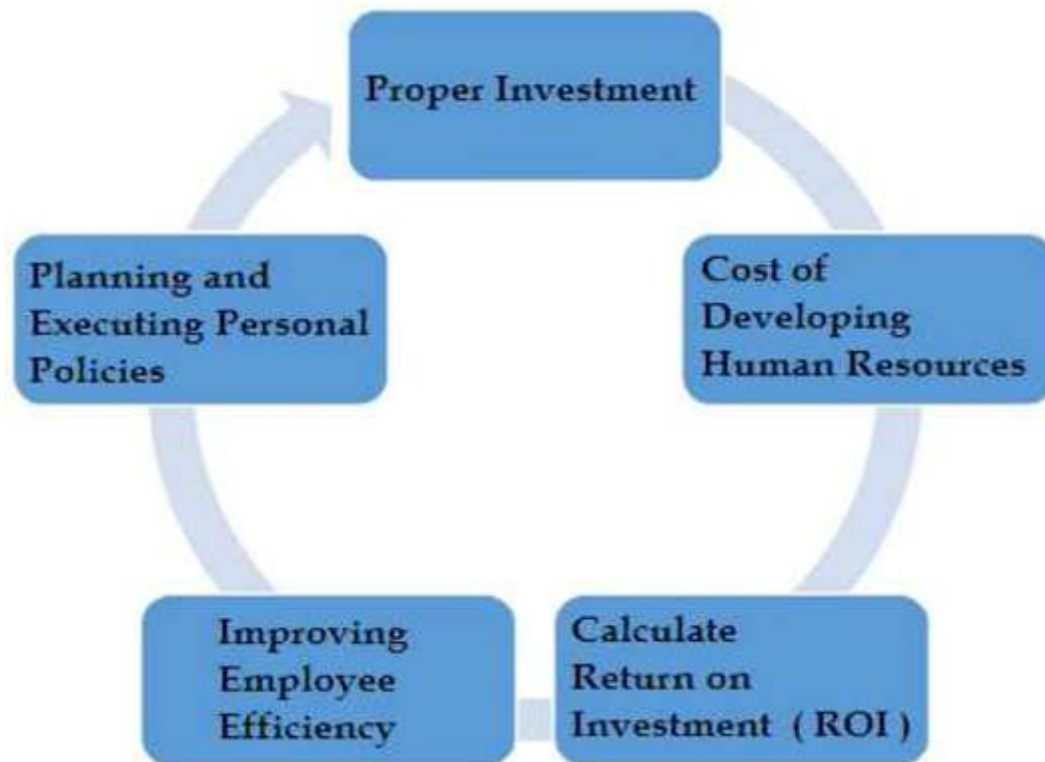 Proper Investment
Cost of
Developing
Human Resources
Calculate
Return on
Investment ( ROI )
Improving
Employee
Efficiency
Planning and
Executing Personal
Policies